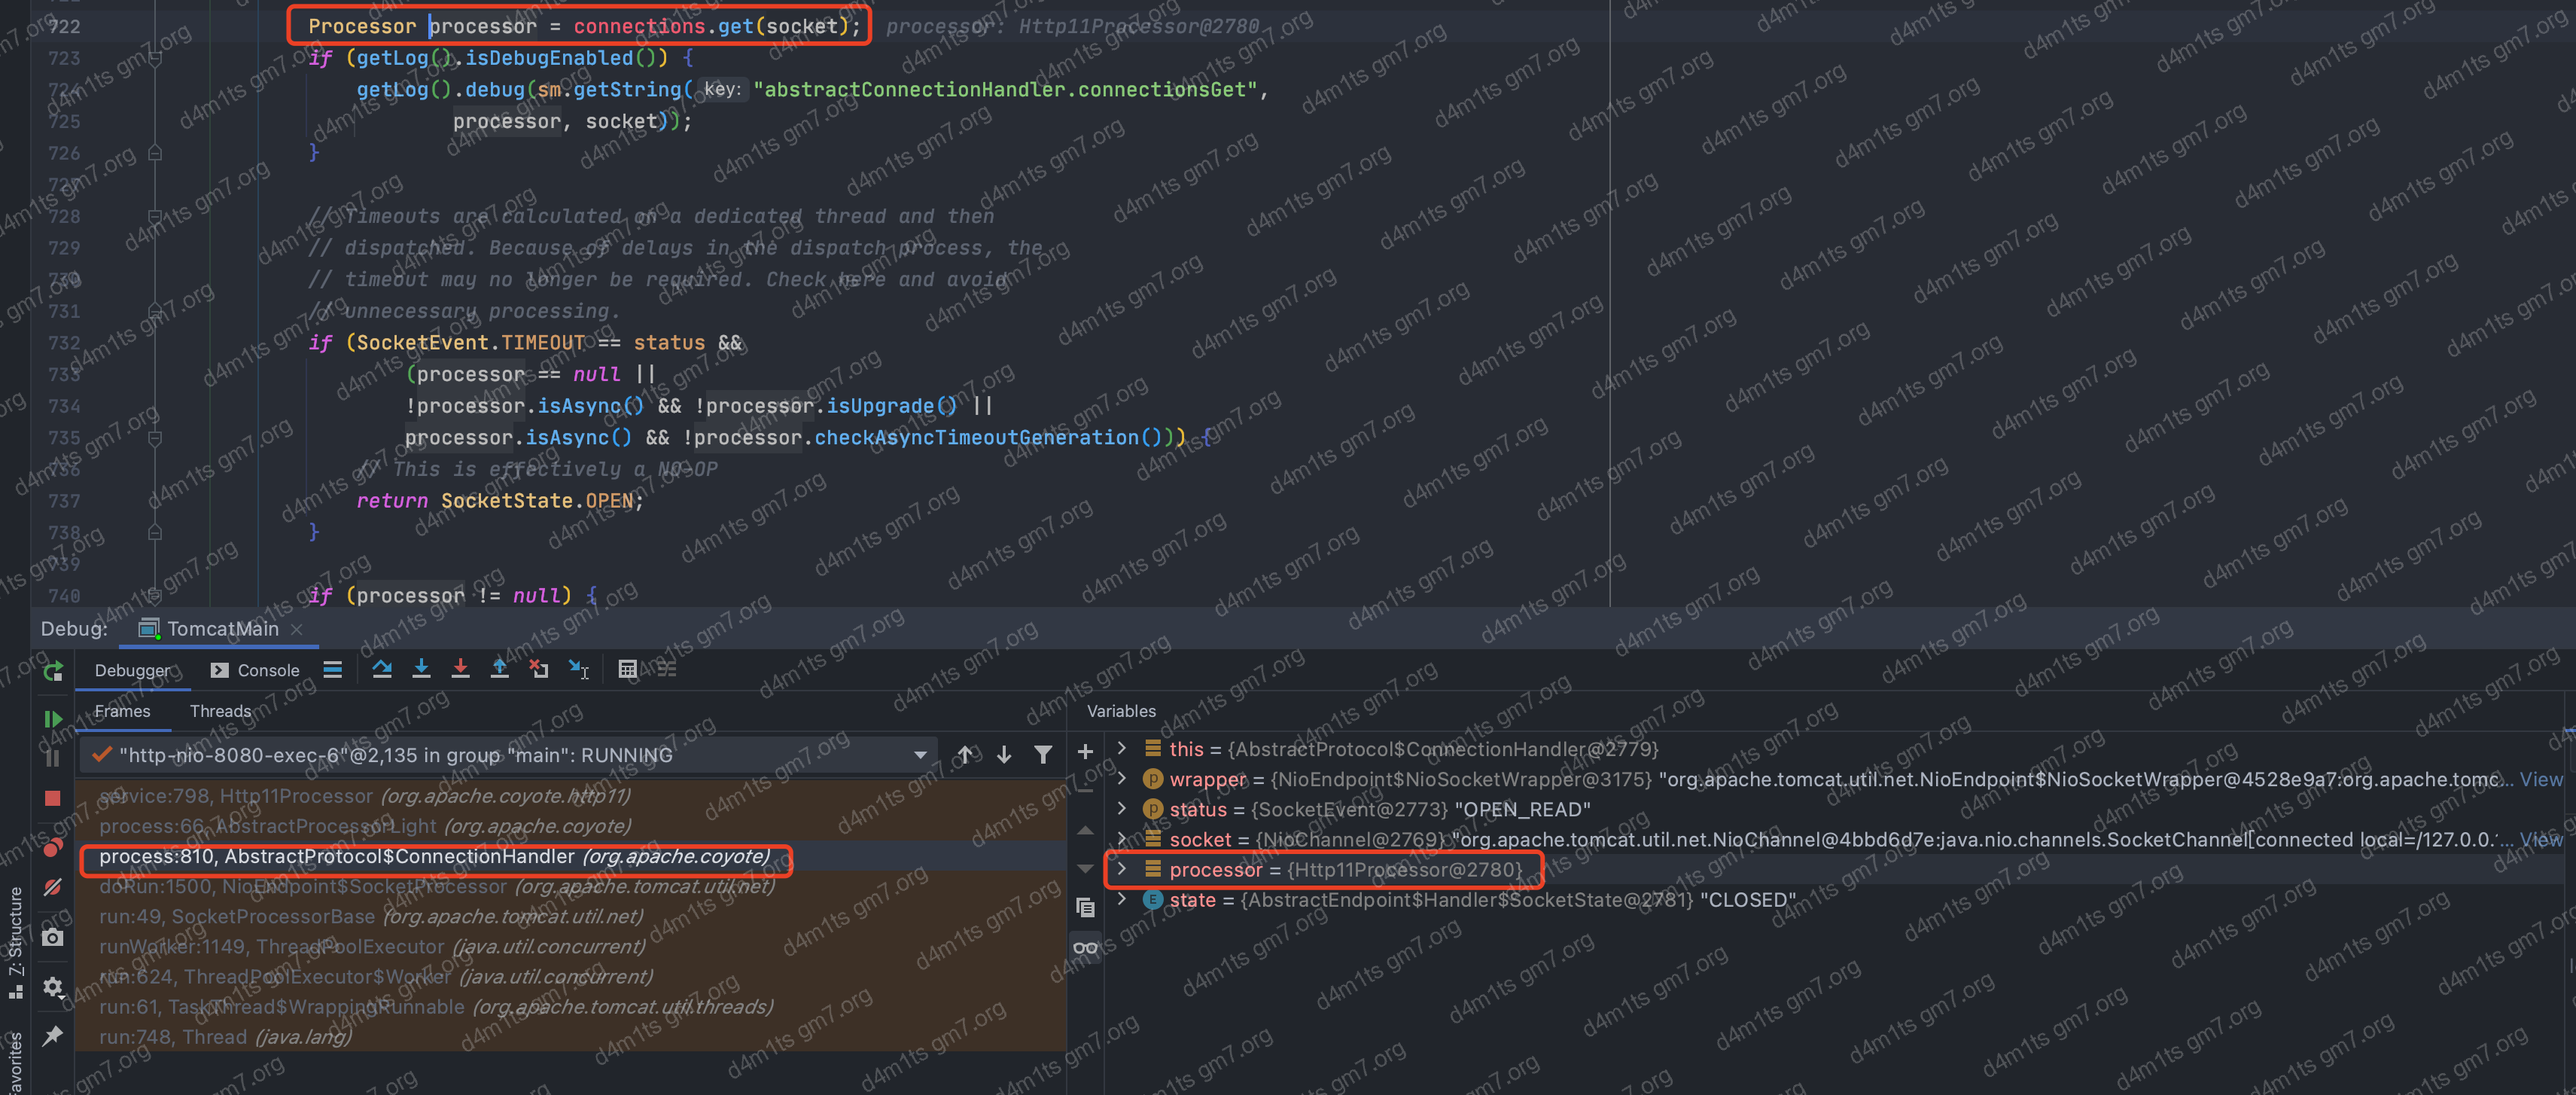 722 Processor processor = connections.get(socket); processor: Http11Processor@2780
723 if (getLog().isDebugEnabled()) {
724 getLog().debug(sm.getString( key: "abstractConnectionHandler.connectionsGet",
725 processor, socket));
726 }
727
728 // Timeouts are calculated on a dedicated thread and then
729 // dispatched. Because of delays in the dispatch process, the
730 // timeout may no longer be required. Check here and avoid
731 // unnecessary processing.
732 if (SocketEvent.TIMEOUT == status &&
733 (processor == null ||
734 !processor.isAsync() && !processor.isUpgrade() ||
735 processor.isAsync() && !processor.checkAsyncTimeoutGeneration())) {
736 // This is effectively a NO-OP
737 return SocketState.OPEN;
738 }
739
740 if (processor != null) {
Debug: TomcatMain
Debugger Console
Frames Threads
Variables
"http-nio-8080-exec-6"@2,135 in group "main": RUNNING
service:798, Http11Processor (org.apache.coyote.http11)
process:66, AbstractProcessorLight (org.apache.coyote)
process:810, AbstractProtocol$ConnectionHandler (org.apache.coyote)
doRun:1500, NioEndpoint$SocketProcessor (org.apache.tomcat.util.net)
run:49, SocketProcessorBase (org.apache.tomcat.util.net)
runWorker:1149, ThreadPoolExecutor (java.util.concurrent)
run:624, ThreadPoolExecutor$Worker (java.util.concurrent)
run:61, TaskThread$WrappingRunnable (org.apache.tomcat.util.threads)
run:748, Thread (java.lang)
this = {AbstractProtocol$ConnectionHandler@2779}
wrapper = {NioEndpoint$NioSocketWrapper@3175} "org.apache.tomcat.util.net.NioEndpoint$NioSocketWrapper@4528e9a7:org.apache.tomc... View
status = {SocketEvent@2773} "OPEN_READ"
socket = {NioChannel@2769} "org.apache.tomcat.util.net.NioChannel@4bbd6d7e:java.nio.channels.SocketChannel[connected local=/127.0.0.1... View
processor = {Http11Processor@2780}
state = {AbstractEndpoint$Handler$SocketState@2781} "CLOSED"
Z: Structure
Favorites
d4m1ts gm7.org